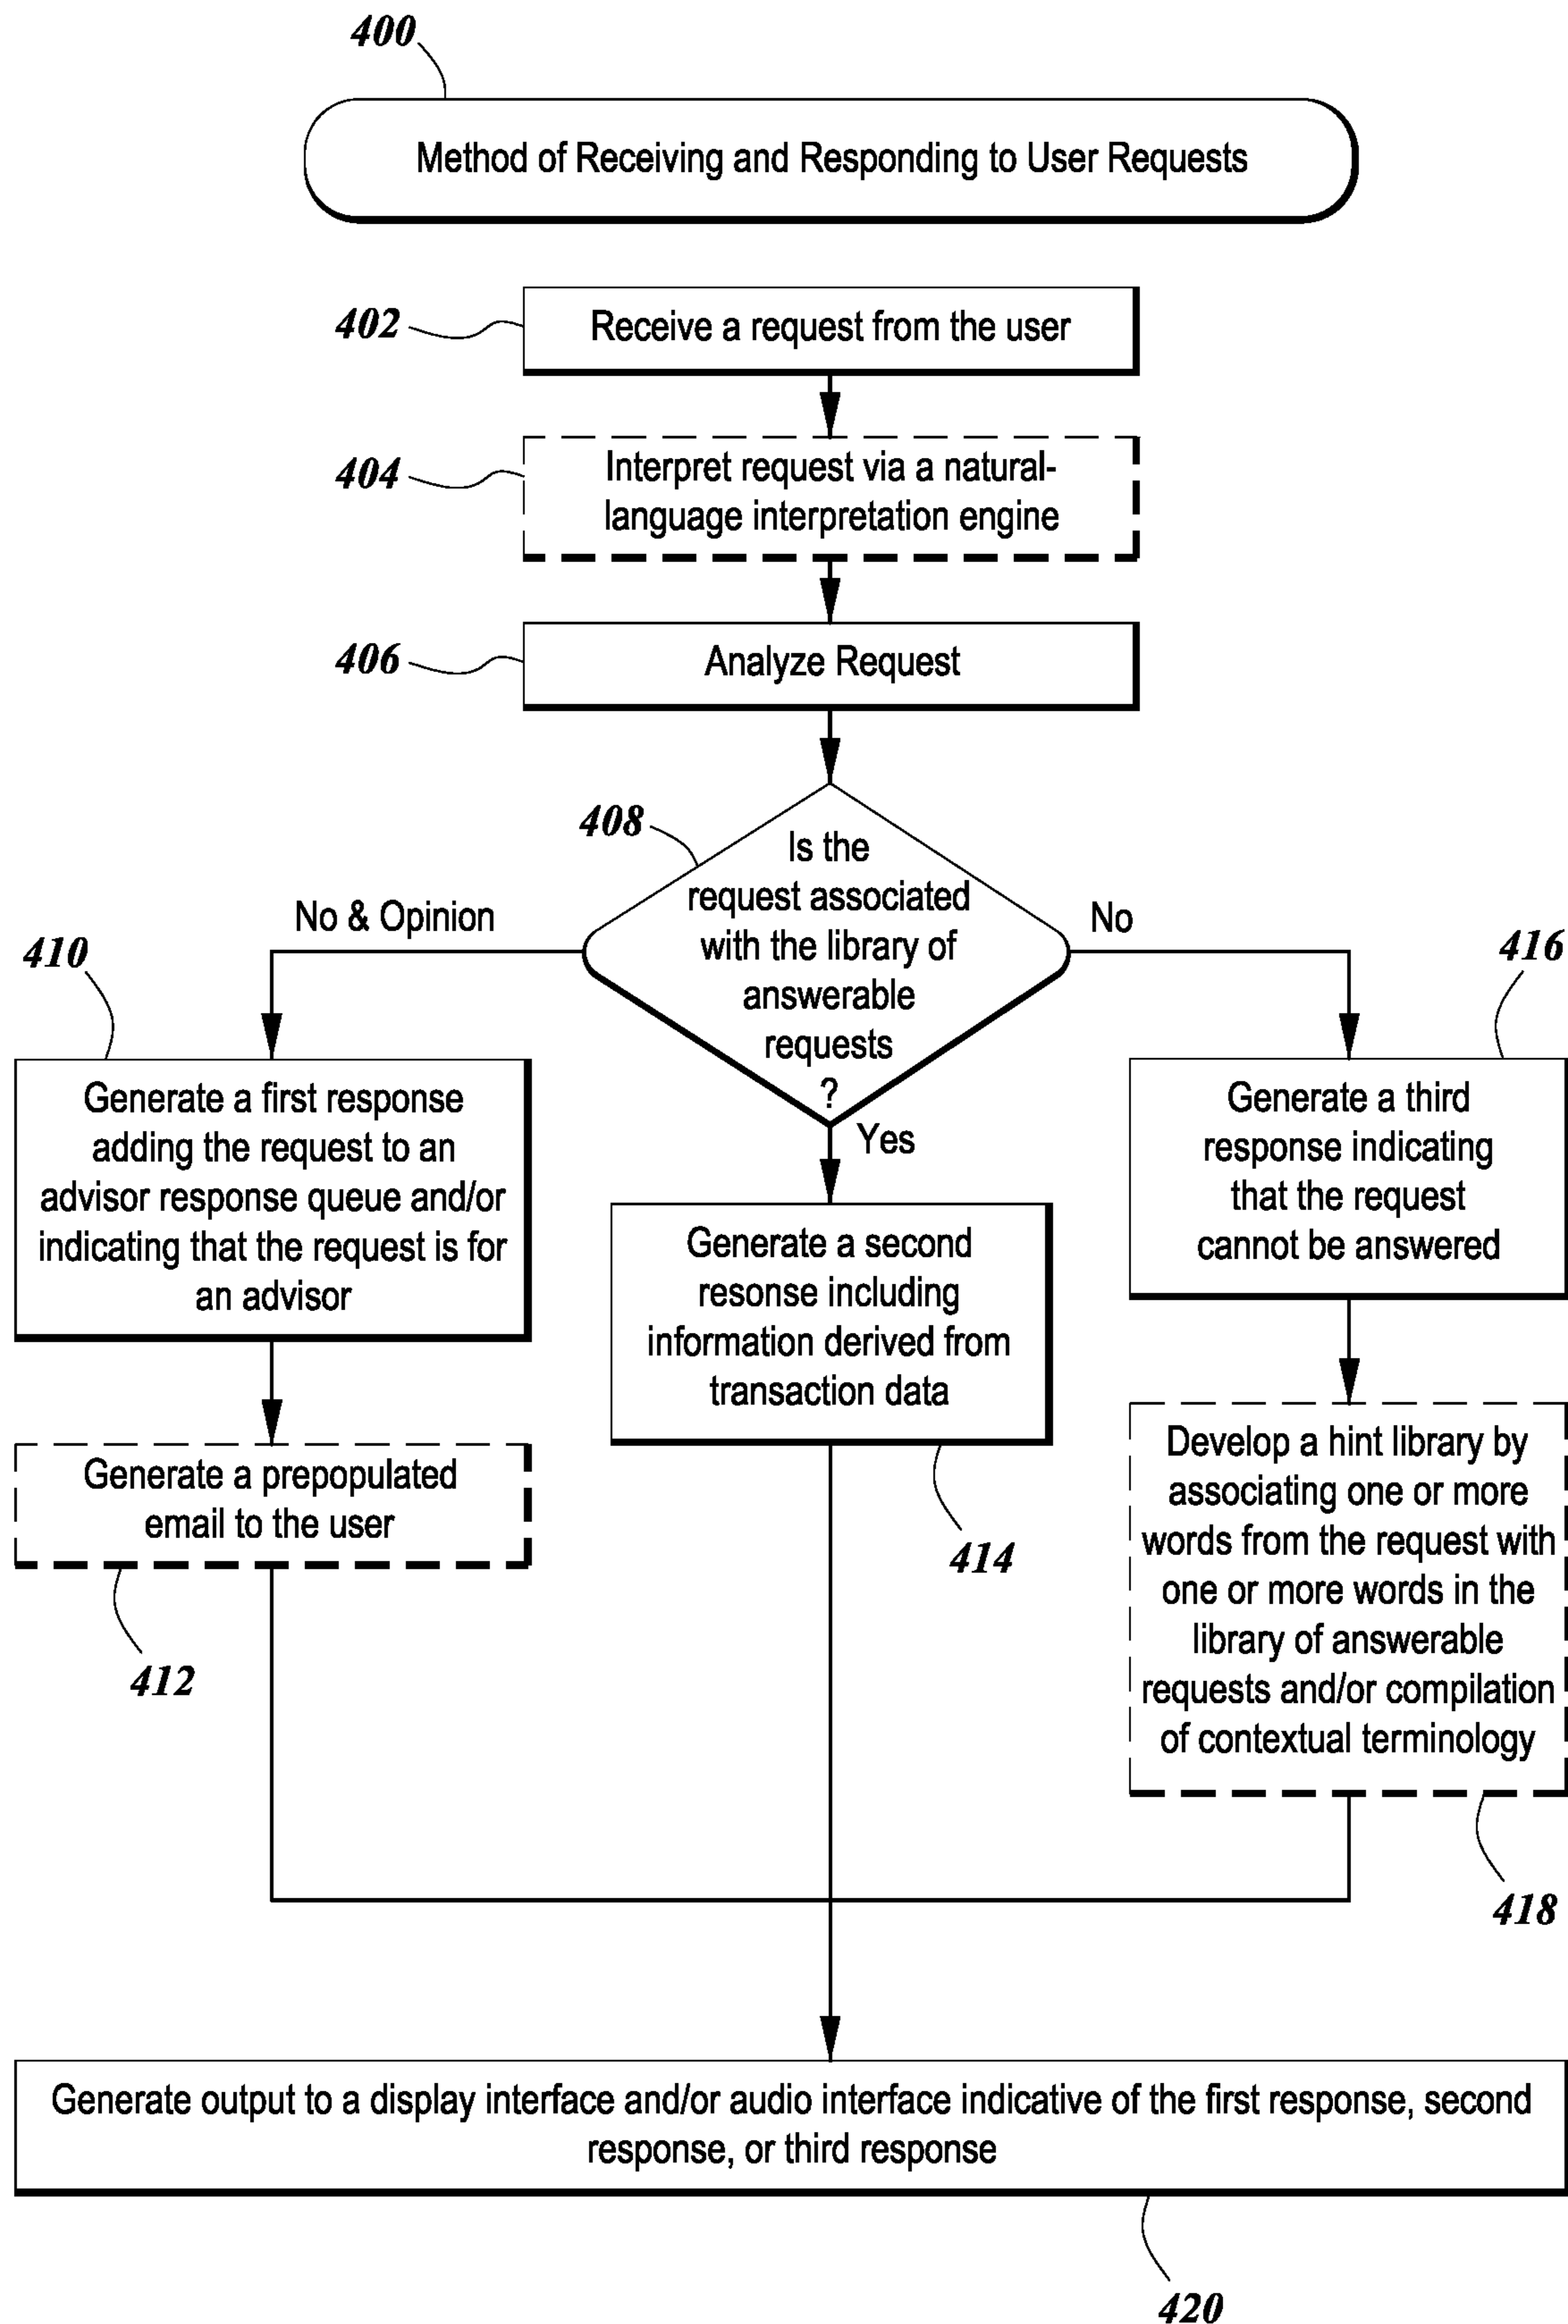 400
Method of Receiving and Responding to User Requests
402
Receive a request from the user
404
Interpret request via a natural-
language interpretation engine
406
Analyze Request
408
Is the
request associated
with the library of
answerable
requests
?
No & Opinion
No
Yes
410
Generate a first response
adding the request to an
advisor response queue and/or
indicating that the request is for
an advisor
Generate a prepopulated
email to the user
412
Generate a second
resonse including
information derived from
transaction data
414
416
Generate a third
response indicating
that the request
cannot be answered
Develop a hint library by
associating one or more
words from the request with
one or more words in the
library of answerable
requests and/or compilation
of contextual terminology
418
Generate output to a display interface and/or audio interface indicative of the first response, second
response, or third response
420